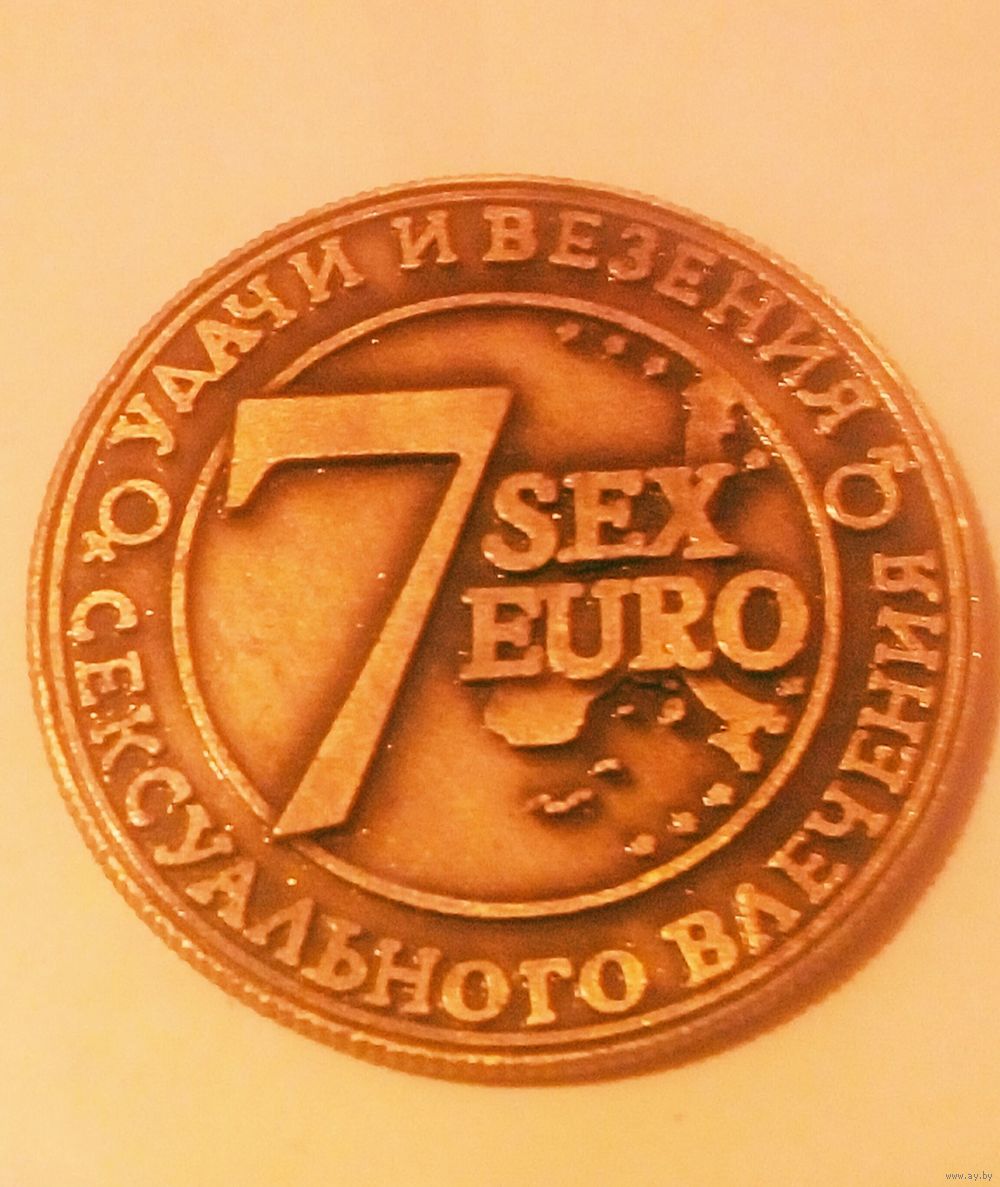 УДАЧИ И ВЕЗЕНИЯ
7
SEX
EURO
СЕКСУАЛЬНОГО ВЛЕЧЕНИЯ
www.ay.by